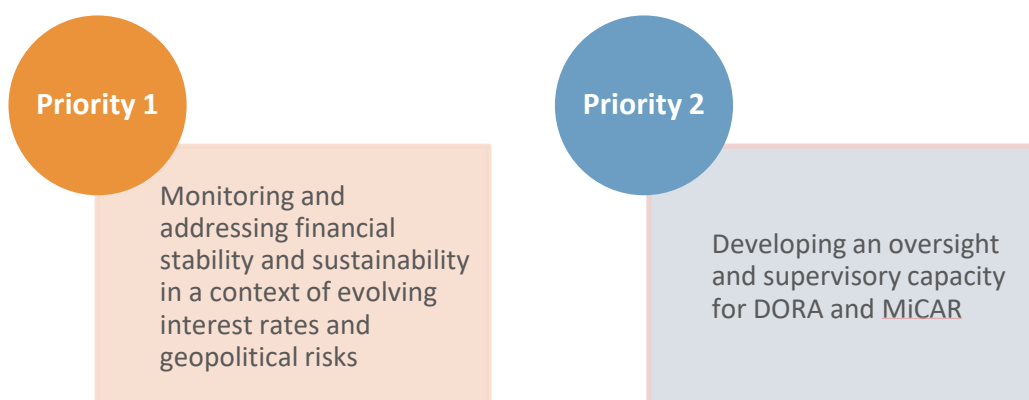 Priority 1
Monitoring and
addressing financial
stability and sustainability
in a context of evolving
interest rates and
geopolitical risks
Priority 2
Developing an oversight
and supervisory capacity
for DORA and MiCAR